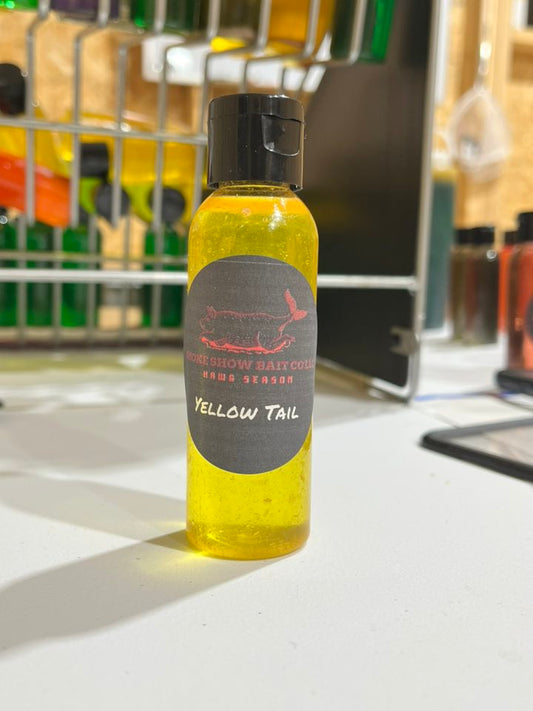 SHOW BAIT CO.
HAWG SEASON
YELLOW TAIL